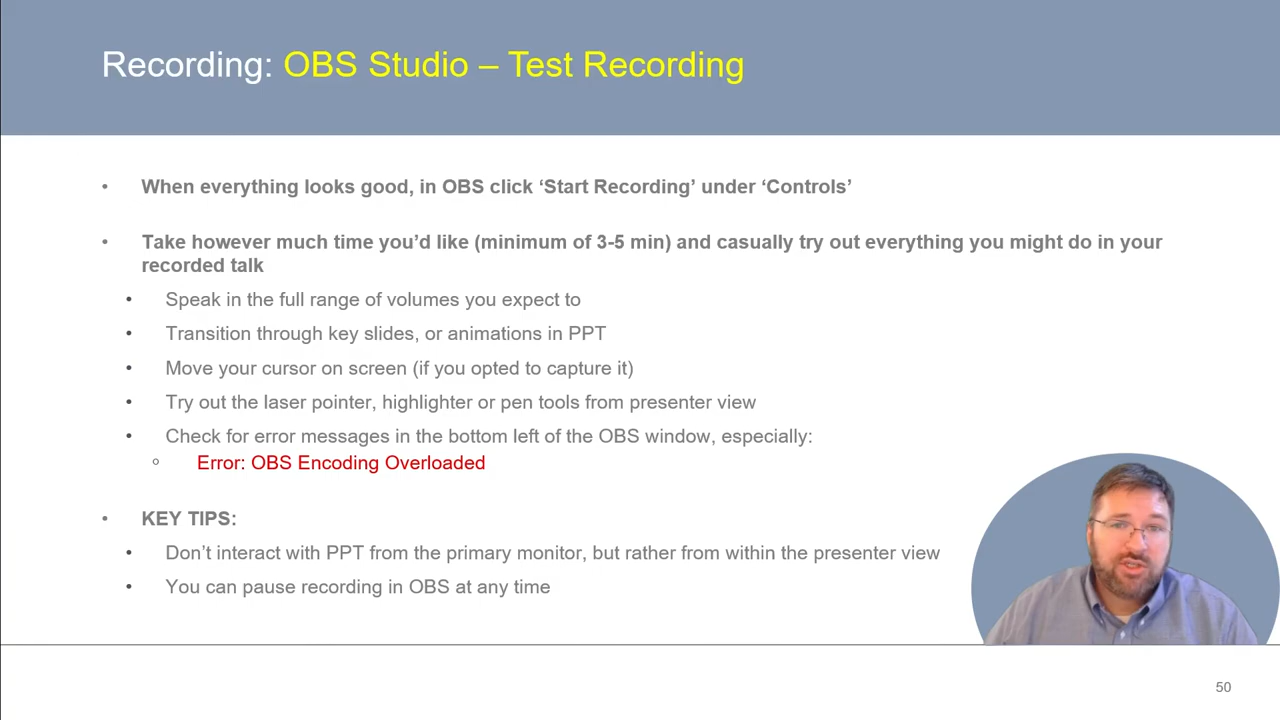 Recording: OBS Studio – Test Recording
• When everything looks good, in OBS click ‘Start Recording’ under ‘Controls’
• Take however much time you’d like (minimum of 3-5 min) and casually try out everything you might do in your
recorded talk
• Speak in the full range of volumes you expect to
• Transition through key slides, or animations in PPT
• Move your cursor on screen (if you opted to capture it)
• Try out the laser pointer, highlighter or pen tools from presenter view
• Check for error messages in the bottom left of the OBS window, especially:
o Error: OBS Encoding Overloaded
• KEY TIPS:
• Don’t interact with PPT from the primary monitor, but rather from within the presenter view
• You can pause recording in OBS at any time
50